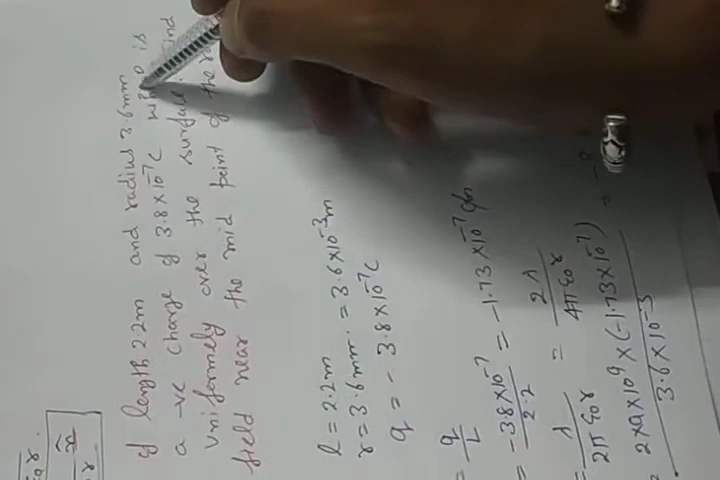 ε₀r.
r̂
r
of length 2.2m and radius 3.6mm
a -ve charge of 3.8×10⁻⁷C is
uniformely over the surface.
field near the mid point of the
l = 2.2m
r = 3.6mm. = 3.6×10⁻³m
q = - 3.8×10⁻⁷C
= q/L
= -3.8×10⁻⁷/2.2 = -1.73×10⁻⁷ C/m
= λ/2πε₀r = 2λ/4πε₀r
2×9×10⁹×(-1.73×10⁻⁷)/3.6×10⁻³ = -